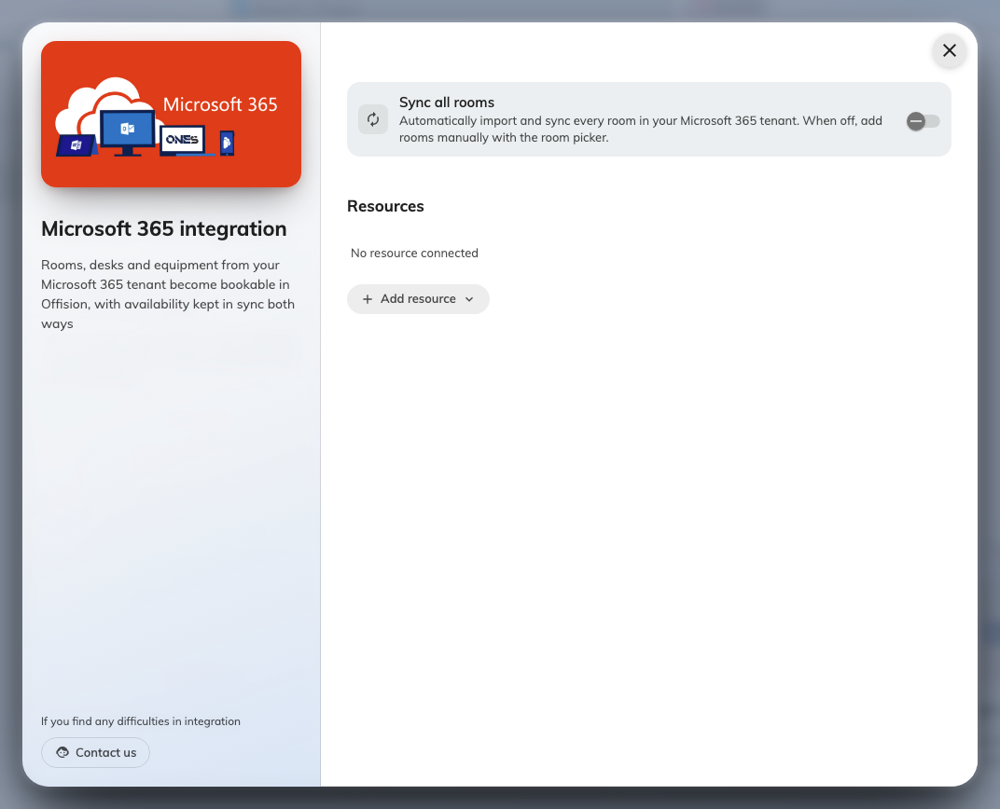 Microsoft 365
ONES
Microsoft 365 integration
Rooms, desks and equipment from your
Microsoft 365 tenant become bookable in
Offision, with availability kept in sync both
ways
If you find any difficulties in integration
Contact us
Sync all rooms
Automatically import and sync every room in your Microsoft 365 tenant. When off, add
rooms manually with the room picker.
Resources
No resource connected
Add resource